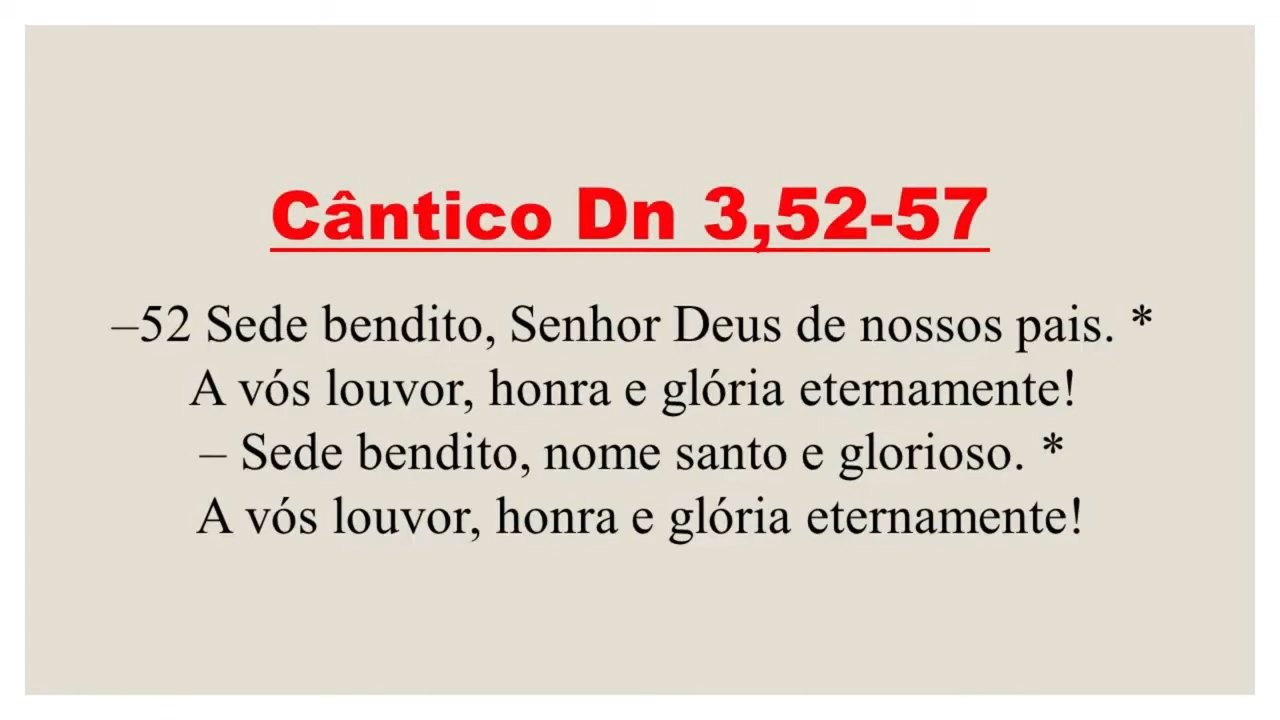 Cântico Dn 3,52-57
–52 Sede bendito, Senhor Deus de nossos pais. *
A vós louvor, honra e glória eternamente!
– Sede bendito, nome santo e glorioso. *
A vós louvor, honra e glória eternamente!